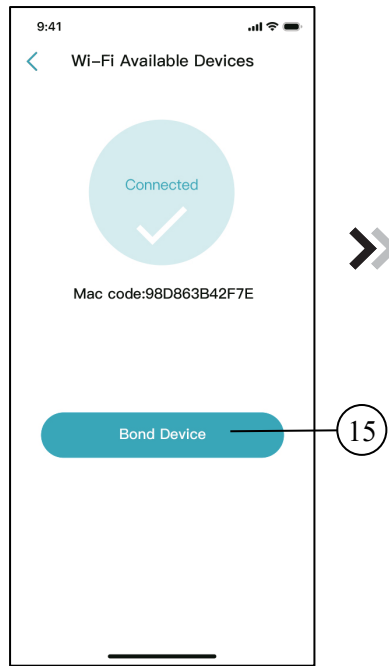 9:41
Wi-Fi Available Devices
Connected
Mac code:98D863B42F7E
Bond Device
15